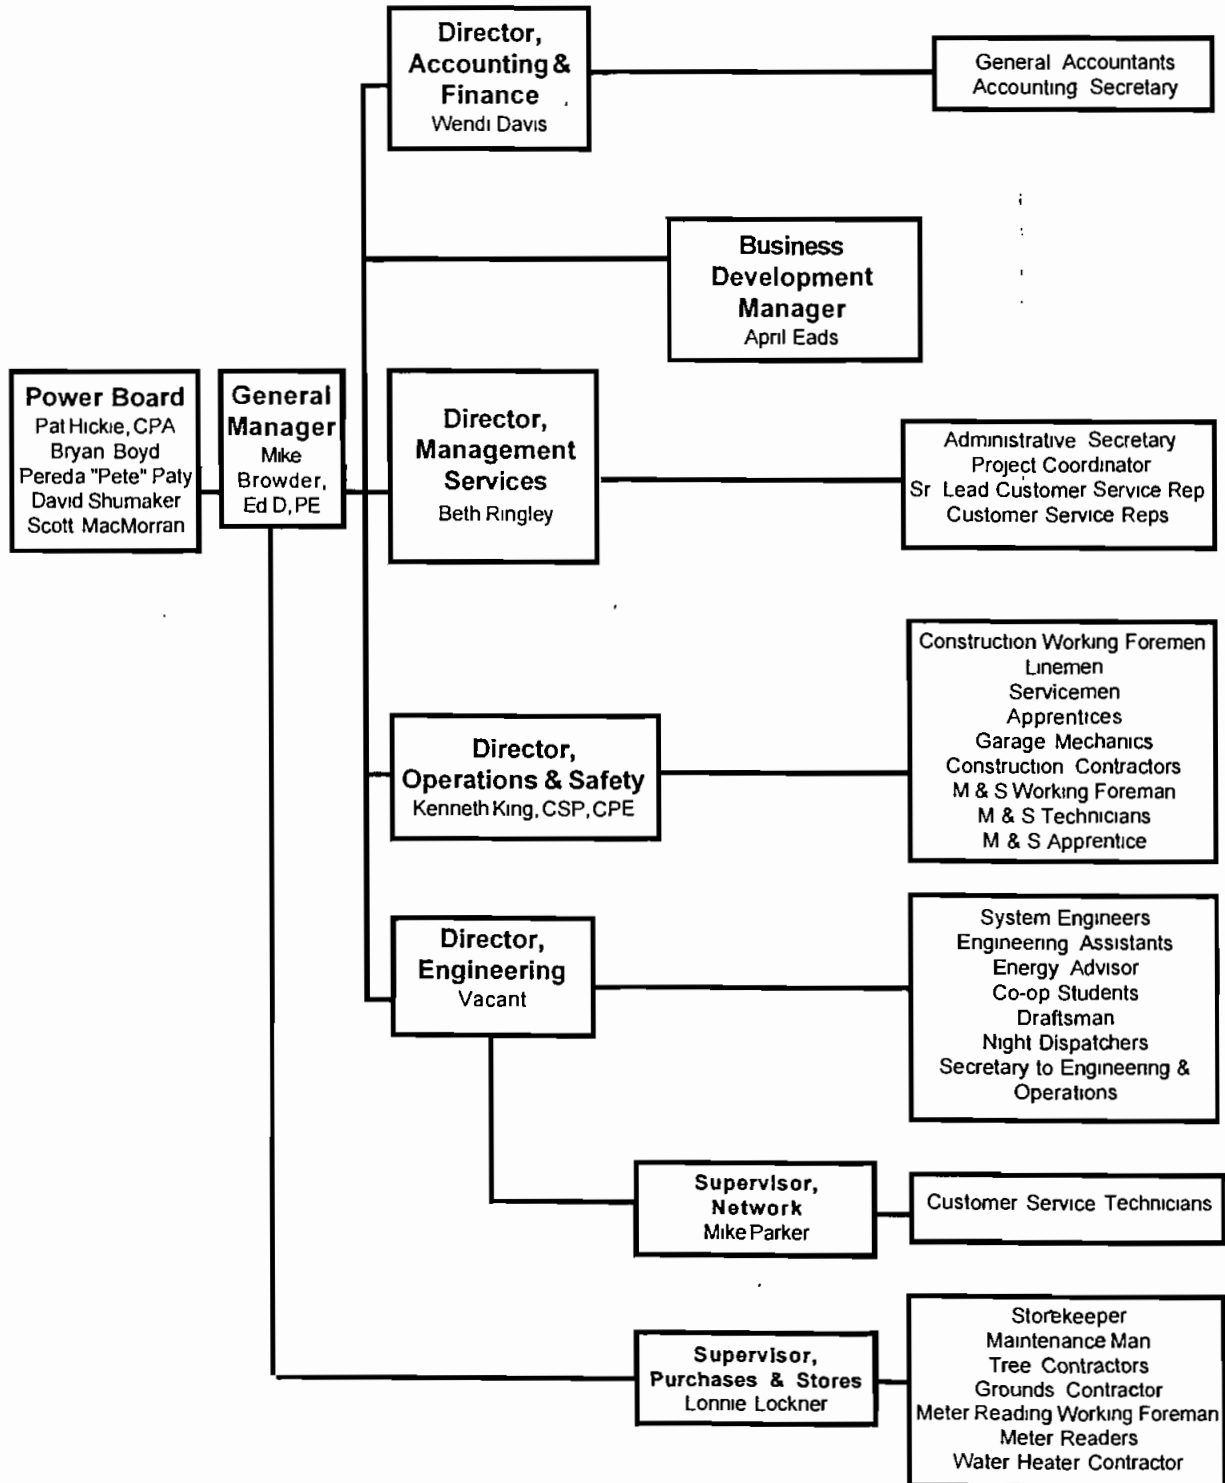 Director,
Accounting &
Finance
Wendi Davis
General Accountants
Accounting Secretary
Business
Development
Manager
April Eads
Power Board
Pat Hickie, CPA
Bryan Boyd
Pereda "Pete" Paty
David Shumaker
Scott MacMorran
General
Manager
Mike
Browder,
Ed D, PE
Director,
Management
Services
Beth Ringley
Administrative Secretary
Project Coordinator
Sr Lead Customer Service Rep
Customer Service Reps
Director,
Operations & Safety
Kenneth King, CSP, CPE
Construction Working Foremen
Linemen
Servicemen
Apprentices
Garage Mechanics
Construction Contractors
M & S Working Foreman
M & S Technicians
M & S Apprentice
Director,
Engineering
Vacant
System Engineers
Engineering Assistants
Energy Advisor
Co-op Students
Draftsman
Night Dispatchers
Secretary to Engineering &
Operations
Supervisor,
Network
Mike Parker
Customer Service Technicians
Supervisor,
Purchases & Stores
Lonnie Lockner
Storekeeper
Maintenance Man
Tree Contractors
Grounds Contractor
Meter Reading Working Foreman
Meter Readers
Water Heater Contractor